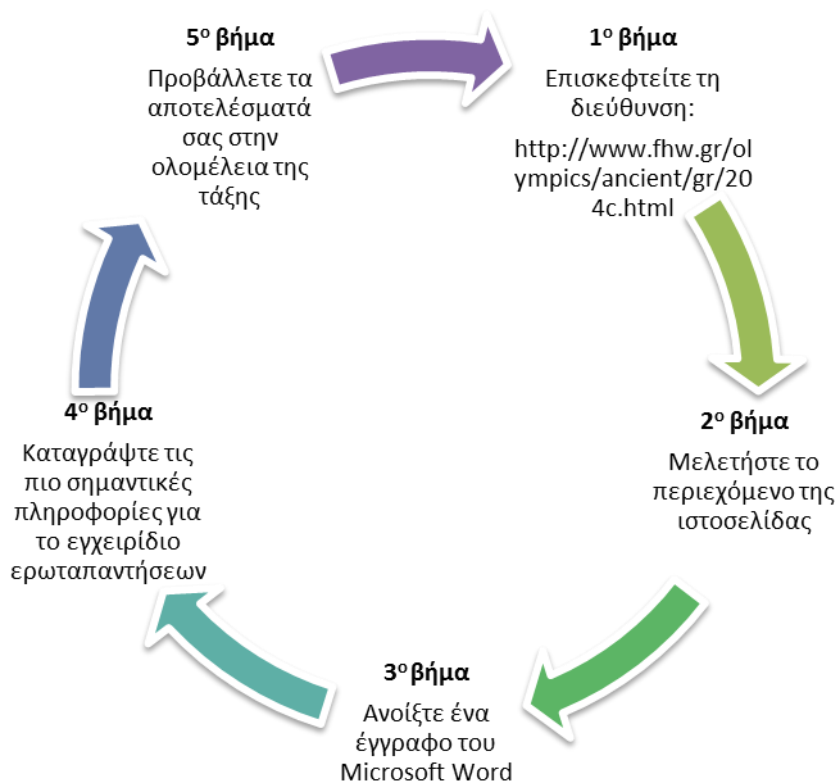 1ο βήμα
Επισκεφτείτε τη
διεύθυνση:
http://www.fhw.gr/ol
ympics/ancient/gr/20
4c.html
2ο βήμα
Μελετήστε το
περιεχόμενο της
ιστοσελίδας
3ο βήμα
Ανοίξτε ένα
έγγραφο του
Microsoft Word
4ο βήμα
Καταγράψτε τις
πιο σημαντικές
πληροφορίες για
το εγχειρίδιο
ερωταπαντήσεων
5ο βήμα
Προβάλλετε τα
αποτελέσματά
σας στην
ολομέλεια της
τάξης